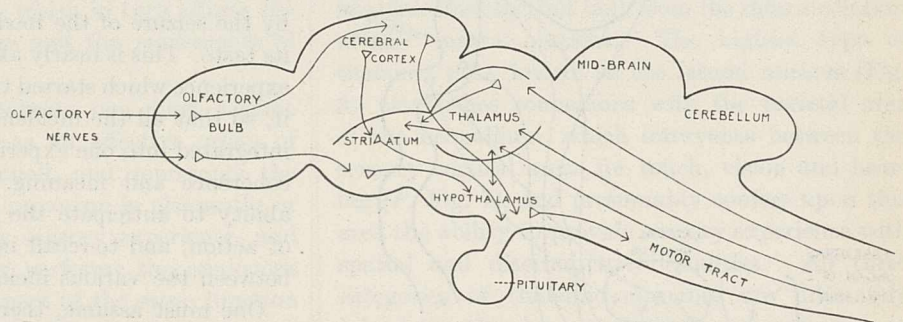 CEREBRAL
CORTEX
MID-BRAIN
OLFACTORY
BULB
OLFACTORY
NERVES
THALAMUS
CEREBELLUM
STRIATUM
HYPOTHALAMUS
MOTOR TRACT
PITUITARY